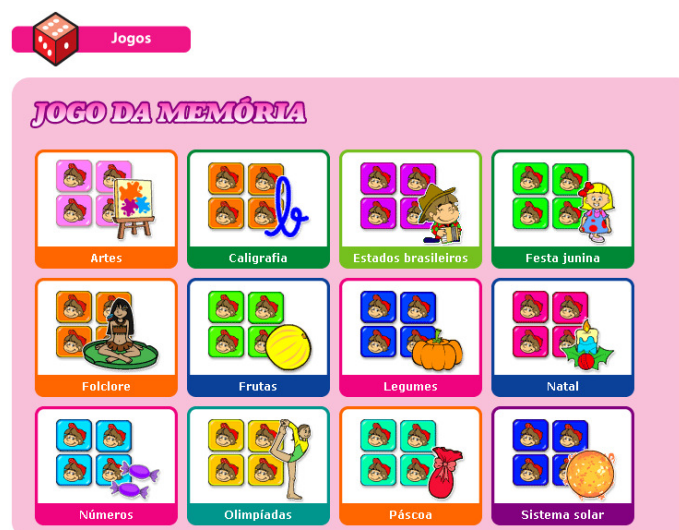 Jogos
JOGO DA MEMÓRIA
Artes
Caligrafia
Estados brasileiros
Festa junina
Folclore
Frutas
Legumes
Natal
Números
Olimpíadas
Páscoa
Sistema solar